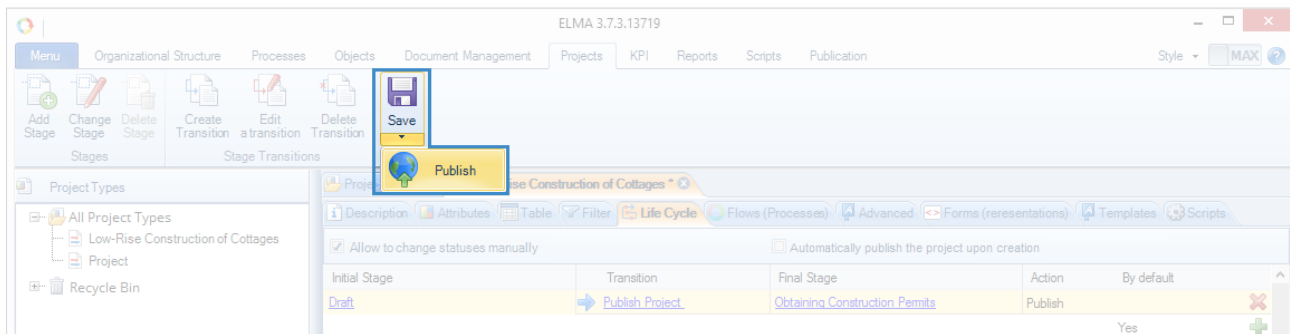 ELMA 3.7.3.13719
Menu Organizational Structure Processes Objects Document Management Projects KPI Reports Scripts Publication Style MAX
Add Stage Change Stage Delete Stage Create Transition Edit a transition Delete Transition Save
Stages Stage Transitions
Publish
Project Types
Proje se Construction of Cottages *
All Project Types
Low-Rise Construction of Cottages
Project
Recycle Bin
Description Attributes Table Filter Life Cycle Flows (Processes) Advanced Forms (reresentations) Templates Scripts
Allow to change statuses manually Automatically publish the project upon creation
Initial Stage Transition Final Stage Action By default
Draft Publish Project Obtaining Construction Permits Publish
Yes